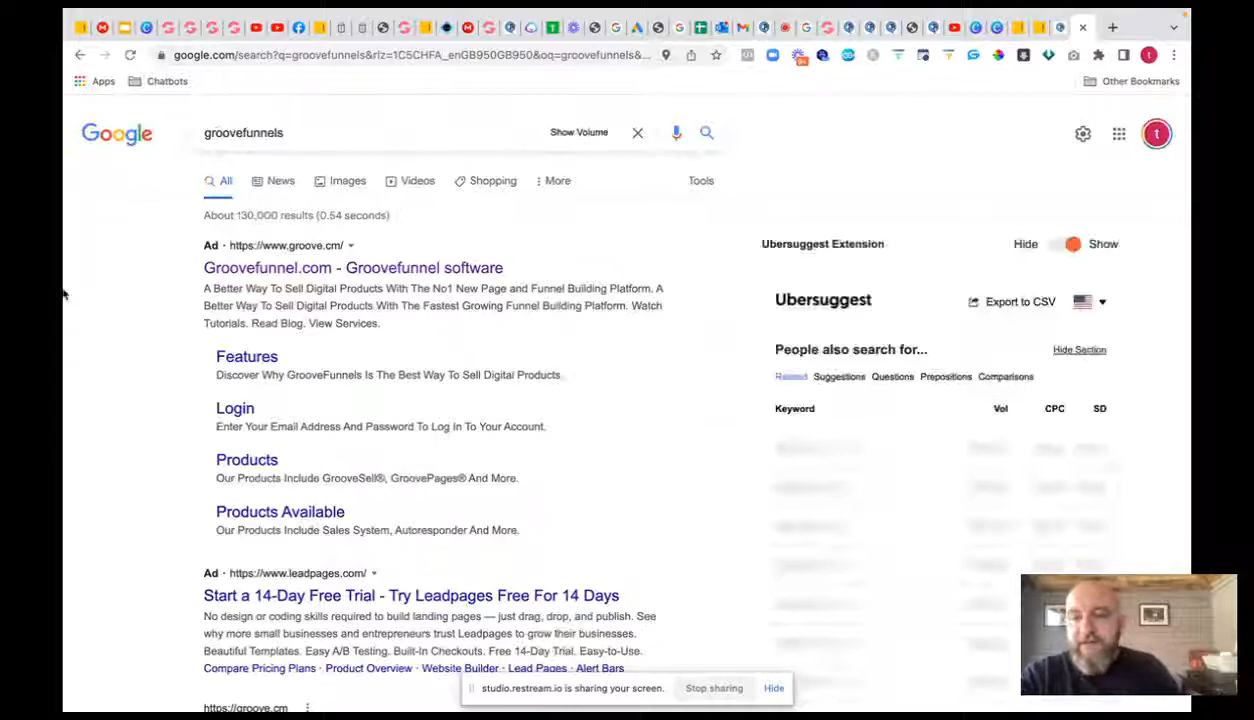 google.com/search?q=groovefunnels&rlz=1C5CHFA_enGB950GB950&oq=groovefunnels&...
Apps
Chatbots
Other Bookmarks
Google
groovefunnels
Show Volume
t
All
News
Images
Videos
Shopping
More
Tools
About 130,000 results (0.54 seconds)
Ad · https://www.groove.cm/
Groovefunnel.com - Groovefunnel software
A Better Way To Sell Digital Products With The No1 New Page and Funnel Building Platform. A
Better Way To Sell Digital Products With The Fastest Growing Funnel Building Platform. Watch
Tutorials. Read Blog. View Services.
Features
Discover Why GrooveFunnels Is The Best Way To Sell Digital Products.
Login
Enter Your Email Address And Password To Log In To Your Account.
Products
Our Products Include GrooveSell®, GroovePages® And More.
Products Available
Our Products Include Sales System, Autoresponder And More.
Ad · https://www.leadpages.com/
Start a 14-Day Free Trial - Try Leadpages Free For 14 Days
No design or coding skills required to build landing pages — just drag, drop, and publish. See
why more small businesses and entrepreneurs trust Leadpages to grow their businesses.
Beautiful Templates. Easy A/B Testing. Built-In Checkouts. Free 14-Day Trial. Easy-to-Use.
Compare Pricing Plans · Product Overview · Website Builder · Lead Pages · Alert Bars
https://groove.cm
Ubersuggest Extension
Hide
Show
Ubersuggest
Export to CSV
People also search for...
Hide Section
Related
Suggestions
Questions
Prepositions
Comparisons
Keyword
Vol
CPC
SD
studio.restream.io is sharing your screen.
Stop sharing
Hide